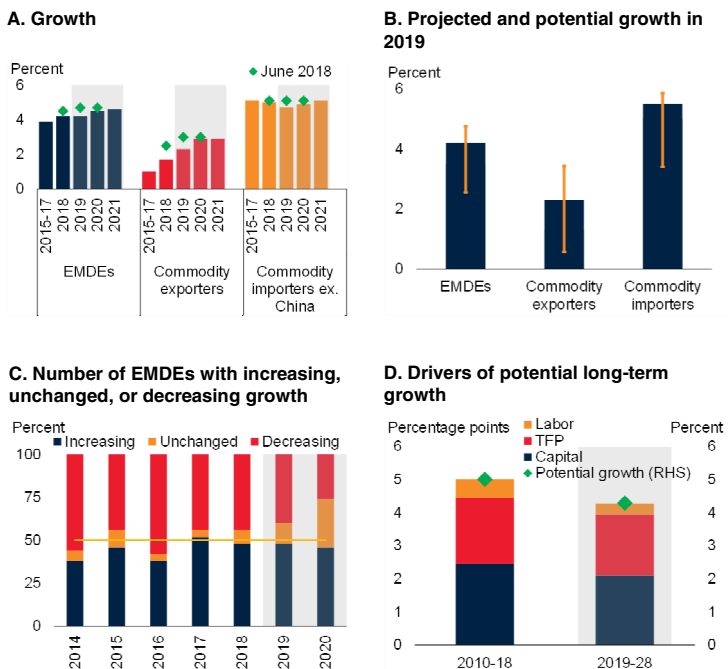 A. Growth
Percent
June 2018
6
4
2
0
2015-17
2018
2019
2020
2021
2015-17
2018
2019
2020
2021
2015-17
2018
2019
2020
2021
EMDEs
Commodity
exporters
Commodity
importers ex.
China
B. Projected and potential growth in
2019
Percent
6
4
2
0
EMDEs
Commodity
exporters
Commodity
importers
C. Number of EMDEs with increasing,
unchanged, or decreasing growth
Percent
Increasing
Unchanged
Decreasing
100
75
50
25
0
2014
2015
2016
2017
2018
2019
2020
D. Drivers of potential long-term
growth
Percentage points
Percent
Labor
TFP
Capital
Potential growth (RHS)
6
5
4
3
2
1
0
6
5
4
3
2
1
0
2010-18
2019-28